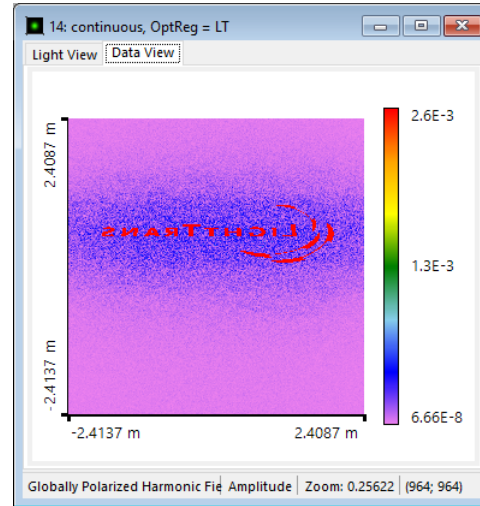 14: continuous, OptReg = LT
Light View Data View
2.4087 m
-2.4137 m
-2.4137 m
2.4087 m
LIGHTTRANS
2.6E-3
1.3E-3
6.66E-8
Globally Polarized Harmonic Fie Amplitude Zoom: 0.25622 (964; 964)